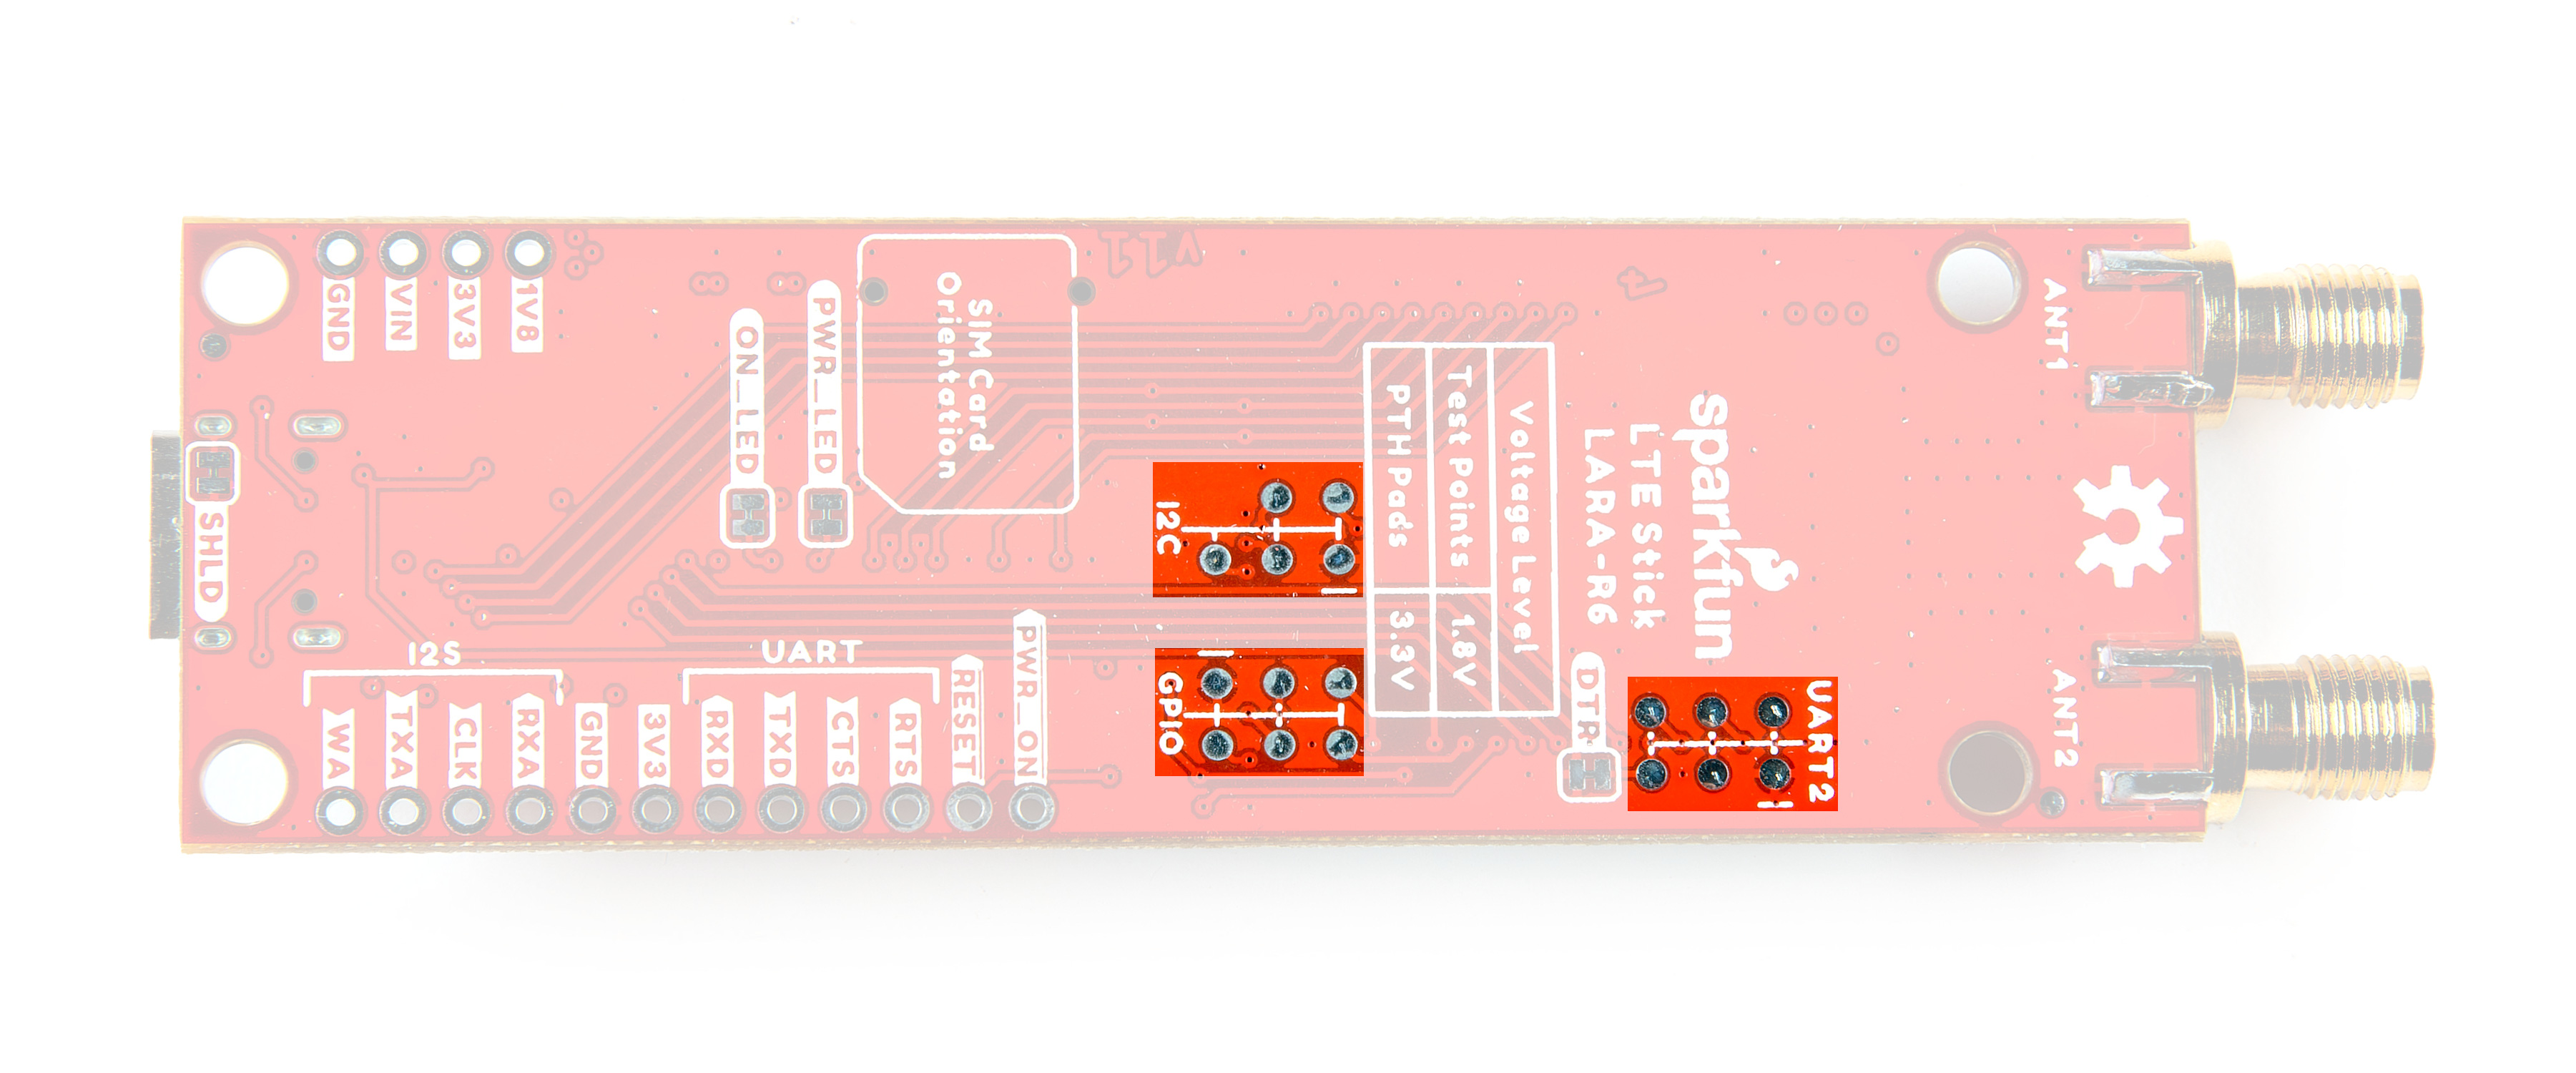 GND
VIN
3V3
1V8
V11
ON_LED
PWR_LED
SIM Card
Orientation
SHLD
I2C
GPIO
Voltage Level
Test Points 1.8V
PTH Pads 3.3V
sparkfun
LTE Stick
LARA-R6
DTR
UART2
ANT1
ANT2
I2S
UART
WA
TXA
CLK
RXA
GND
3V3
RXD
TXD
CTS
RTS
RESET
PWR_ON